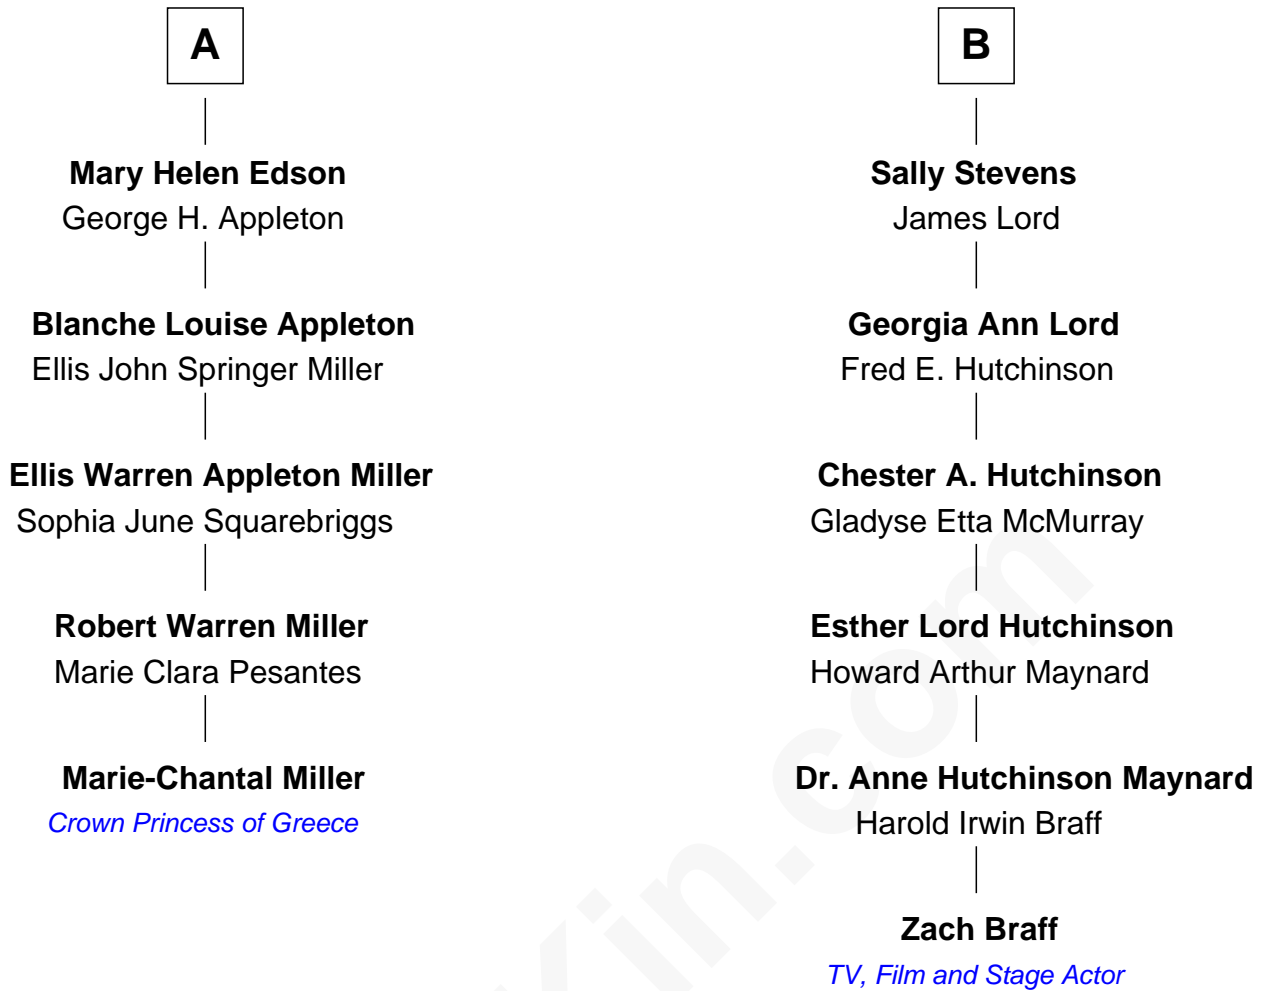 A
Mary Helen Edson
George H. Appleton
Blanche Louise Appleton
Ellis John Springer Miller
Ellis Warren Appleton Miller
Sophia June Squarebriggs
Robert Warren Miller
Marie Clara Pesantes
Marie-Chantal Miller
Crown Princess of Greece
B
Sally Stevens
James Lord
Georgia Ann Lord
Fred E. Hutchinson
Chester A. Hutchinson
Gladyse Etta McMurray
Esther Lord Hutchinson
Howard Arthur Maynard
Dr. Anne Hutchinson Maynard
Harold Irwin Braff
Zach Braff
TV, Film and Stage Actor
Kin.com